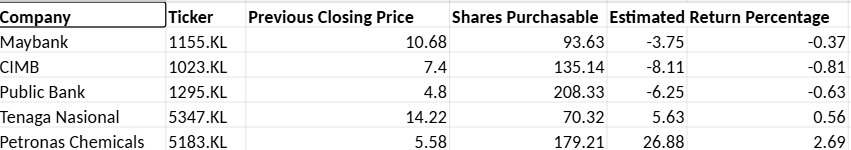 Company Ticker Previous Closing Price Shares Purchasable Estimated Return Percentage
Maybank 1155.KL 10.68 93.63 -3.75 -0.37
CIMB 1023.KL 7.4 135.14 -8.11 -0.81
Public Bank 1295.KL 4.8 208.33 -6.25 -0.63
Tenaga Nasional 5347.KL 14.22 70.32 5.63 0.56
Petronas Chemicals 5183.KL 5.58 179.21 26.88 2.69